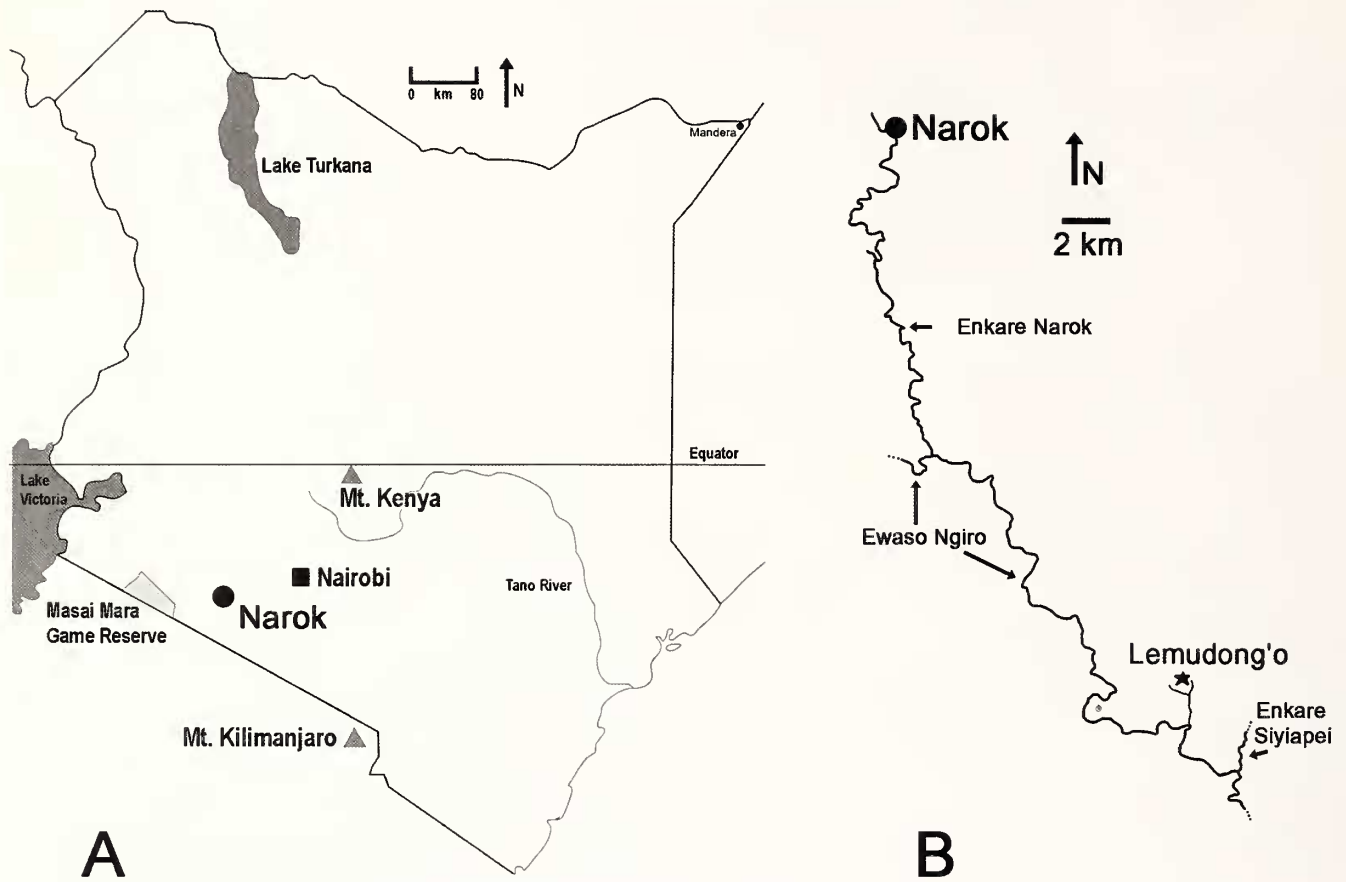 0 km 80
N
Mandera
Lake Turkana
Equator
Lake
Victoria
Mt. Kenya
Nairobi
Tano River
Masai Mara
Game Reserve
Narok
Mt. Kilimanjaro
A
Narok
N
2 km
Enkare Narok
Ewaso Ngiro
Lemudong'o
Enkare
Siyiapei
B